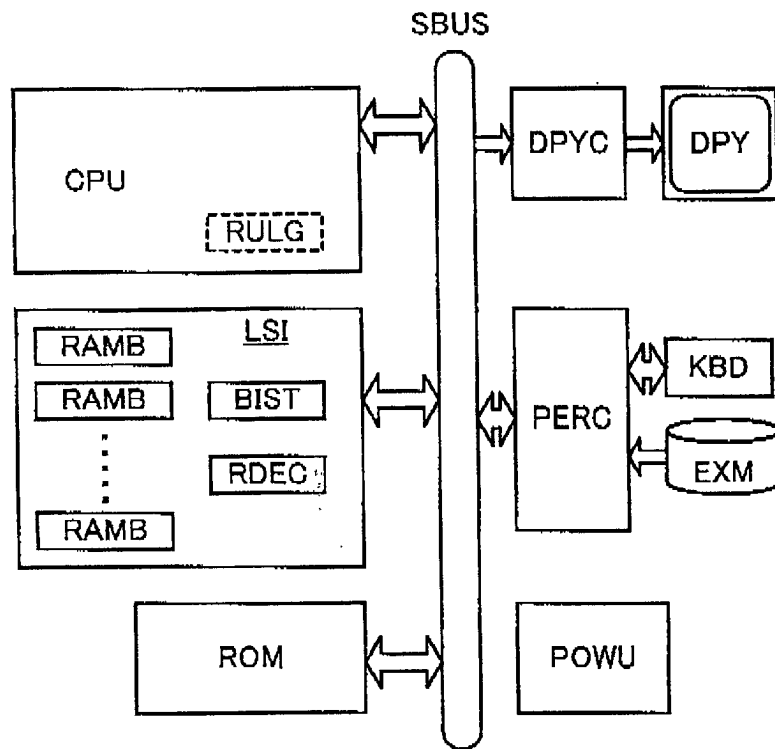 SBUS
CPU
RULG
DPYC
DPY
LSI
RAMB
RAMB
BIST
RDEC
RAMB
PERC
KBD
EXM
ROM
POWU